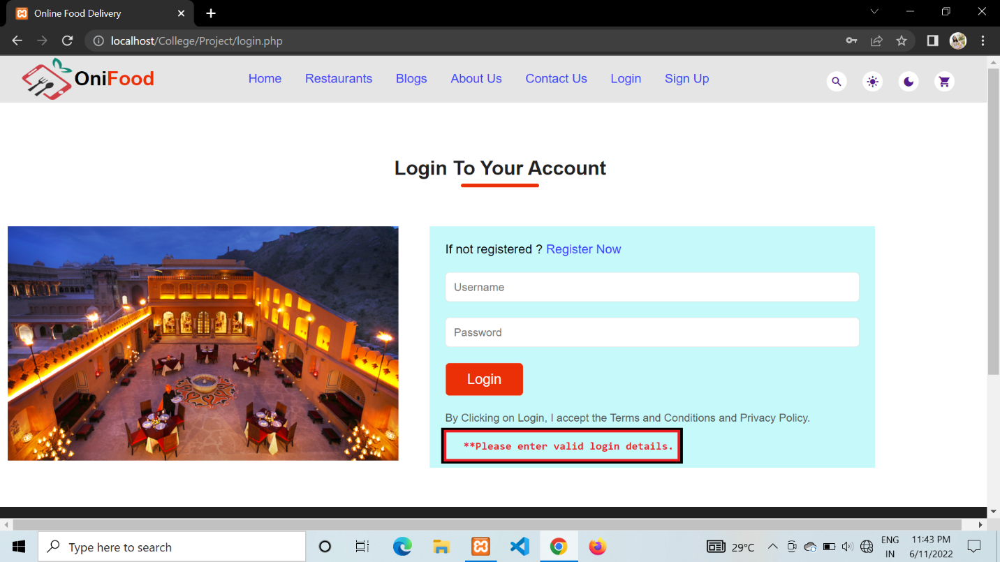 Online Food Delivery
localhost/College/Project/login.php
OniFood
Home Restaurants Blogs About Us Contact Us Login Sign Up
Login To Your Account
If not registered ? Register Now
Username
Password
Login
By Clicking on Login, I accept the Terms and Conditions and Privacy Policy.
**Please enter valid login details.
Type here to search
29°C
ENG
IN
11:43 PM
6/11/2022